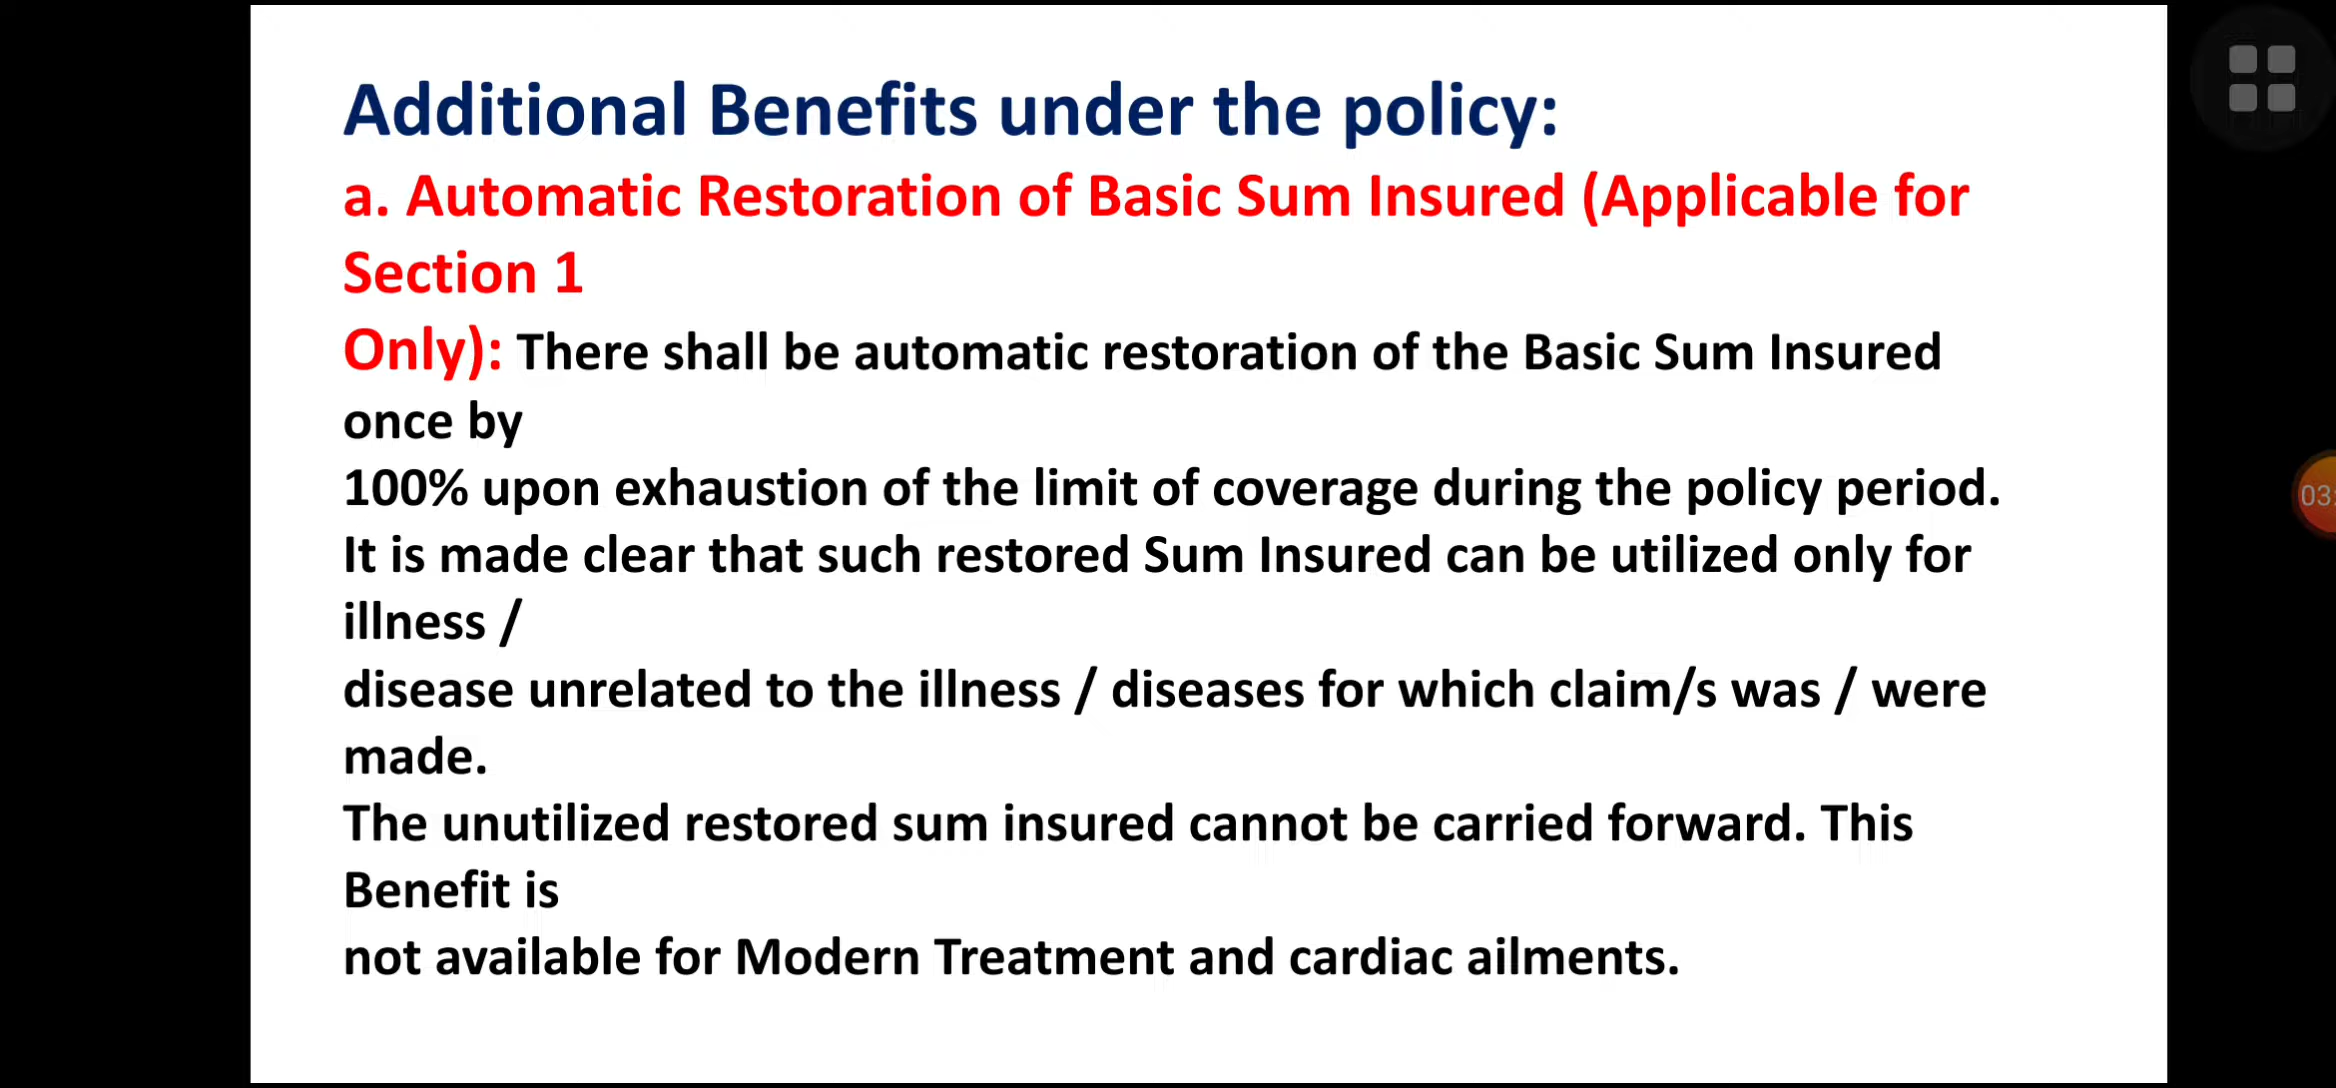 Additional Benefits under the policy:
a. Automatic Restoration of Basic Sum Insured (Applicable for
Section 1
Only): There shall be automatic restoration of the Basic Sum Insured
once by
100% upon exhaustion of the limit of coverage during the policy period.
It is made clear that such restored Sum Insured can be utilized only for
illness /
disease unrelated to the illness / diseases for which claim/s was / were
made.
The unutilized restored sum insured cannot be carried forward. This
Benefit is
not available for Modern Treatment and cardiac ailments.
03: